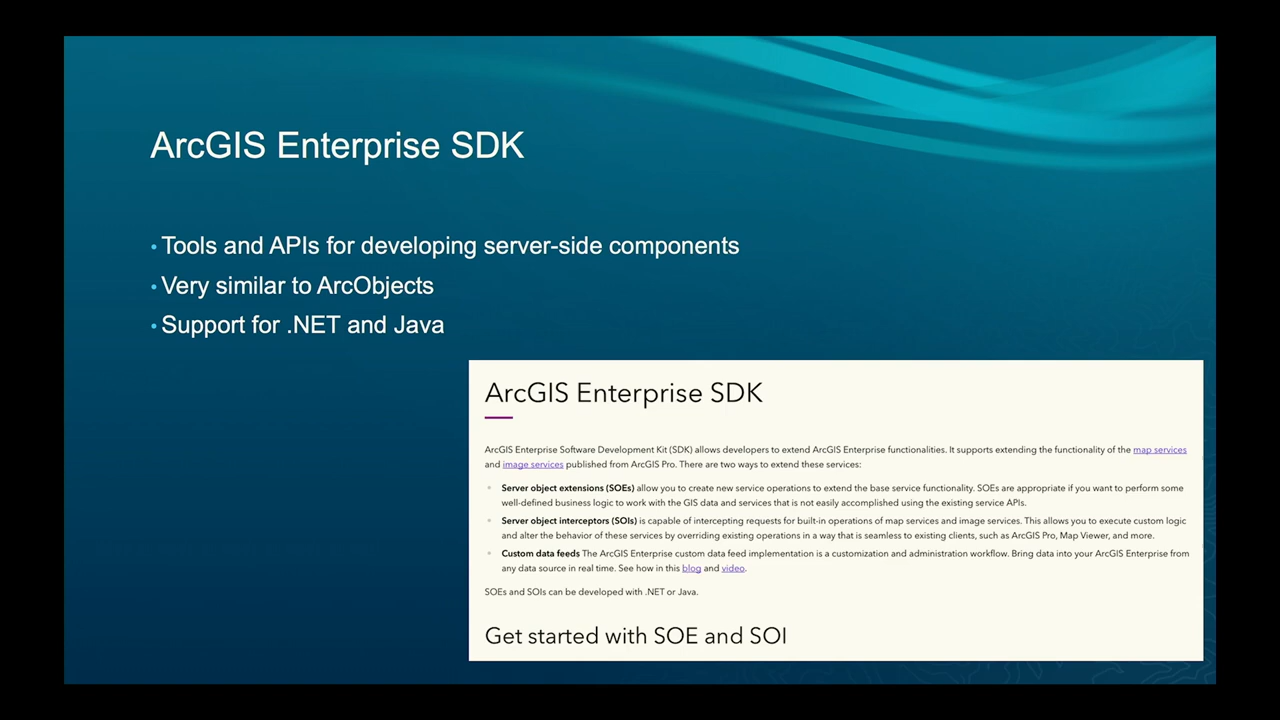 ArcGIS Enterprise SDK
• Tools and APIs for developing server-side components
• Very similar to ArcObjects
• Support for .NET and Java
ArcGIS Enterprise SDK
ArcGIS Enterprise Software Development Kit (SDK) allows developers to extend ArcGIS Enterprise functionalities. It supports extending the functionality of the map services
and image services published from ArcGIS Pro. There are two ways to extend these services:
• Server object extensions (SOEs) allow you to create new service operations to extend the base service functionality. SOEs are appropriate if you want to perform some
well-defined business logic to work with the GIS data and services that is not easily accomplished using the existing service APIs.
• Server object interceptors (SOIs) is capable of intercepting requests for built-in operations of map services and image services. This allows you to execute custom logic
and alter the behavior of these services by overriding existing operations in a way that is seamless to existing clients, such as ArcGIS Pro, Map Viewer, and more.
• Custom data feeds The ArcGIS Enterprise custom data feed implementation is a customization and administration workflow. Bring data into your ArcGIS Enterprise from
any data source in real time. See how in this blog and video.
SOEs and SOIs can be developed with .NET or Java.
Get started with SOE and SOI